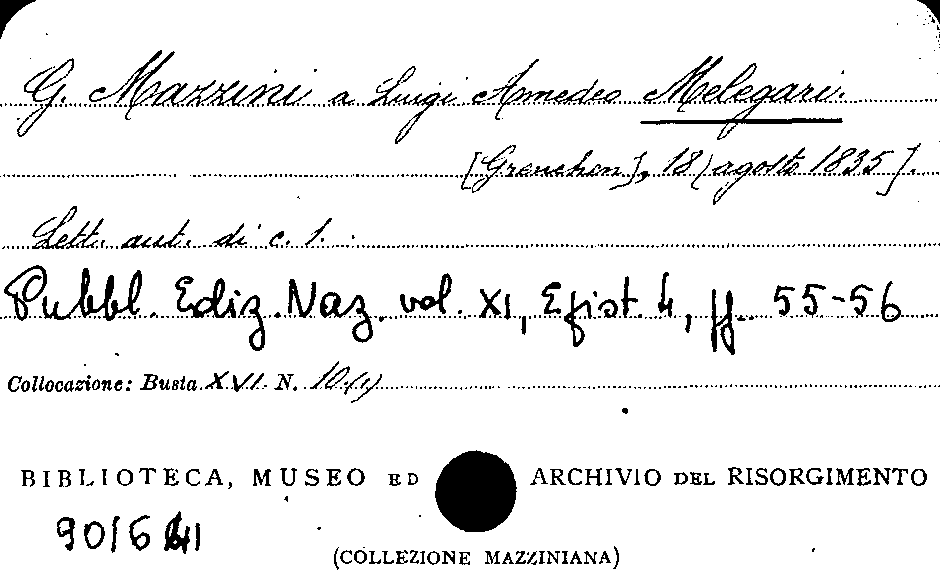 G. Mazzini a Luigi Amedeo Melegari.
[Grenchen], 18 [agosto 1835].
Lett. aut. di c. 1.
Pubbl. Ediz. Naz. vol. XI, Epist. 4, pp. 55-56
Collocazione: Busta XVI N. 10(1)
BIBLIOTECA, MUSEO ED ARCHIVIO DEL RISORGIMENTO
(COLLEZIONE MAZZINIANA)